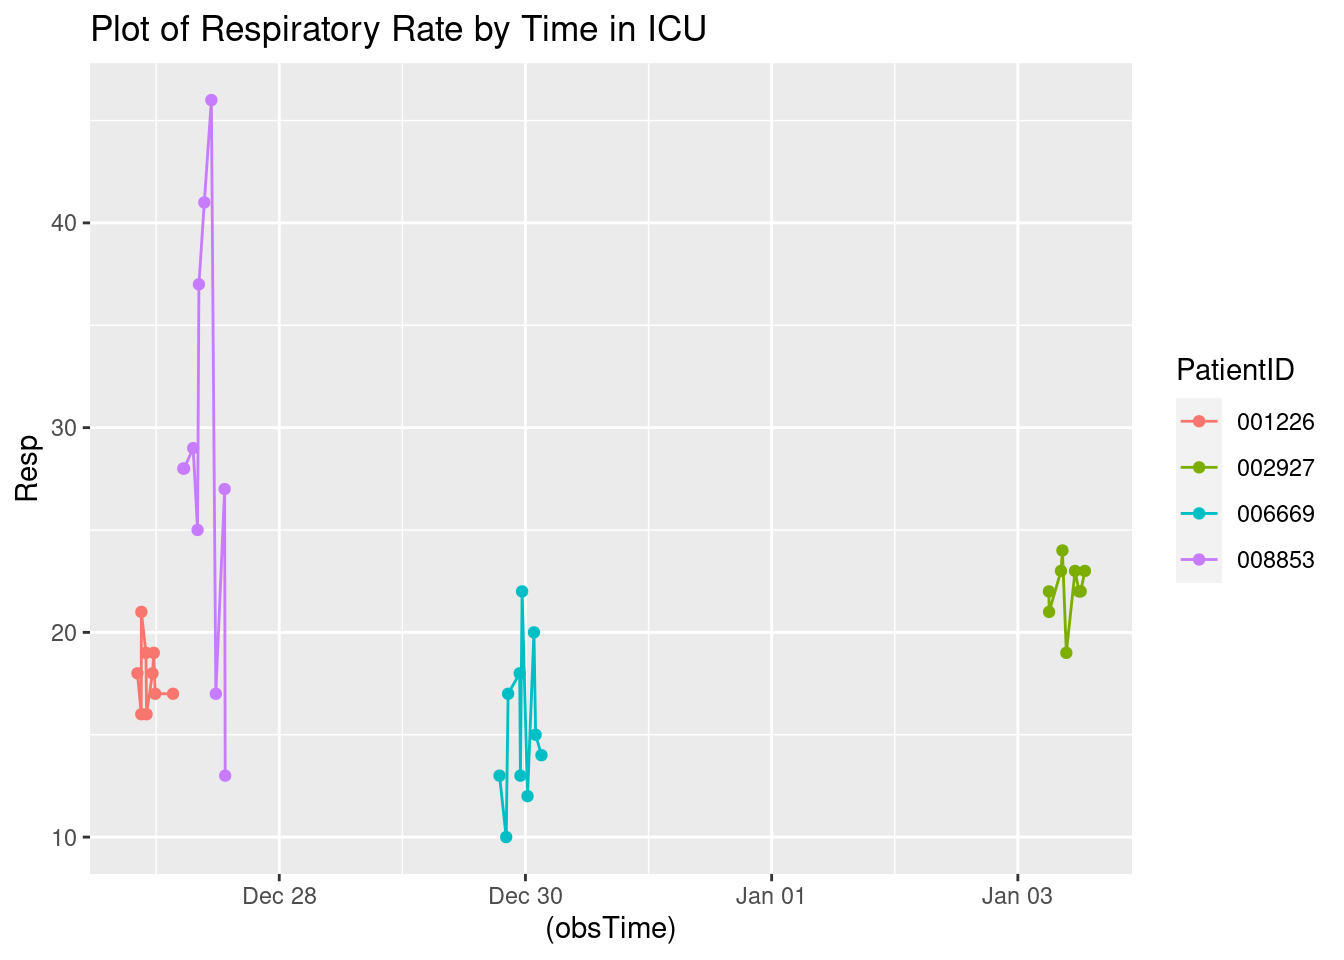 Plot of Respiratory Rate by Time in ICU
Resp
40
30
20
10
Dec 28 Dec 30 Jan 01 Jan 03
(obsTime)
PatientID
001226
002927
006669
008853